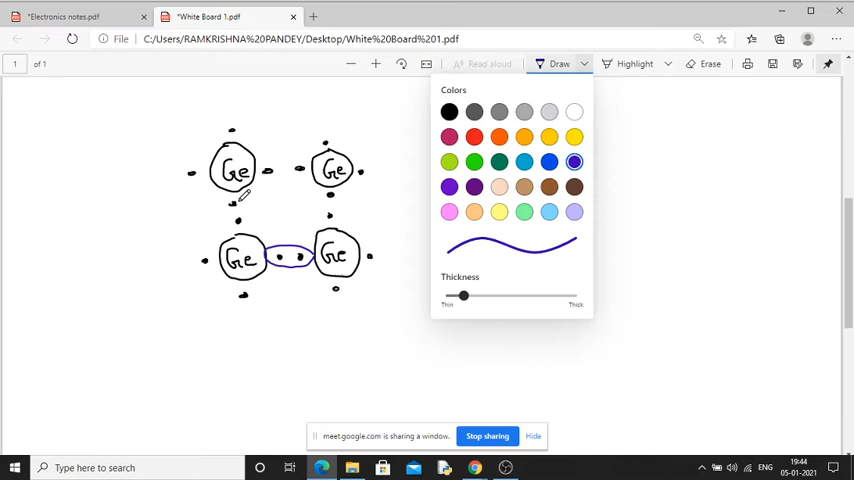 *Electronics notes.pdf
*White Board 1.pdf
File C:/Users/RAMKRISHNA%20PANDEY/Desktop/White%20Board%201.pdf
1 of 1
Read aloud
Draw
Highlight
Erase
Colors
Ge Ge
Ge Ge
Thickness
Thin Thick
meet.google.com is sharing a window. Stop sharing Hide
Type here to search
ENG
19:44
05-01-2021